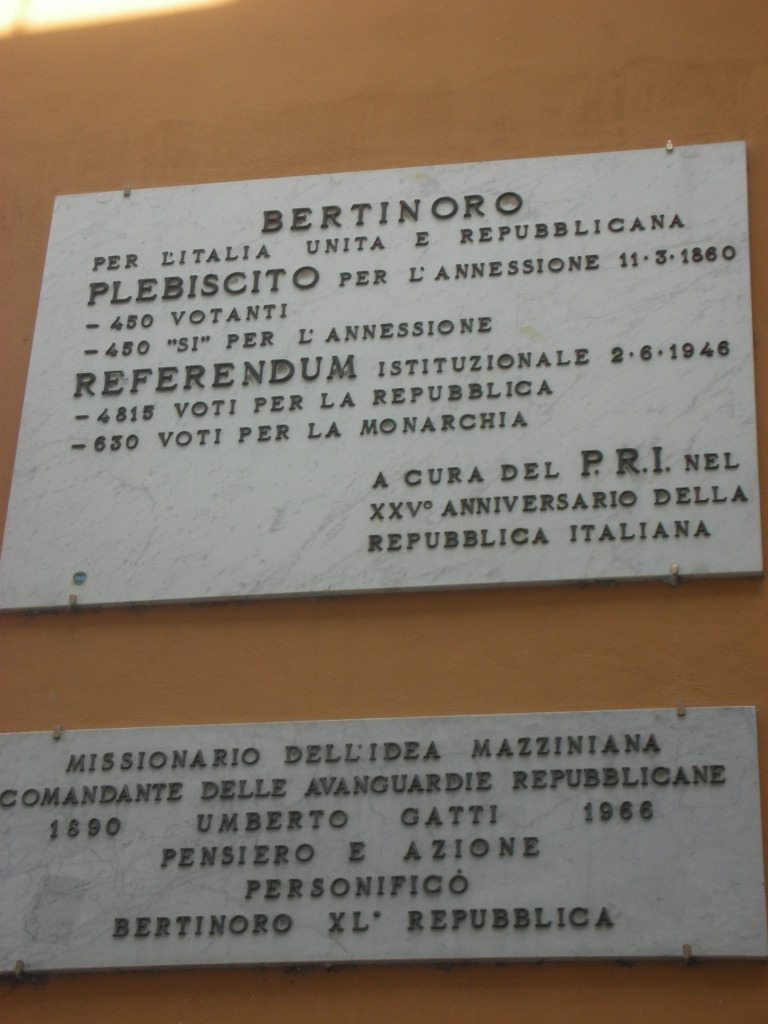 BERTINORO
PER L'ITALIA UNITA E REPUBBLICANA
PLEBISCITO PER L'ANNESSIONE 11·3·1860
- 450 VOTANTI
- 450 "SI" PER L'ANNESSIONE
REFERENDUM ISTITUZIONALE 2·6·1946
- 4815 VOTI PER LA REPUBBLICA
- 630 VOTI PER LA MONARCHIA
A CURA DEL P.R.I. NEL
XXV° ANNIVERSARIO DELLA
REPUBBLICA ITALIANA
MISSIONARIO DELL'IDEA MAZZINIANA
COMANDANTE DELLE AVANGUARDIE REPUBBLICANE
1890 UMBERTO GATTI 1966
PENSIERO E AZIONE
PERSONIFICÒ
BERTINORO XL° REPUBBLICA